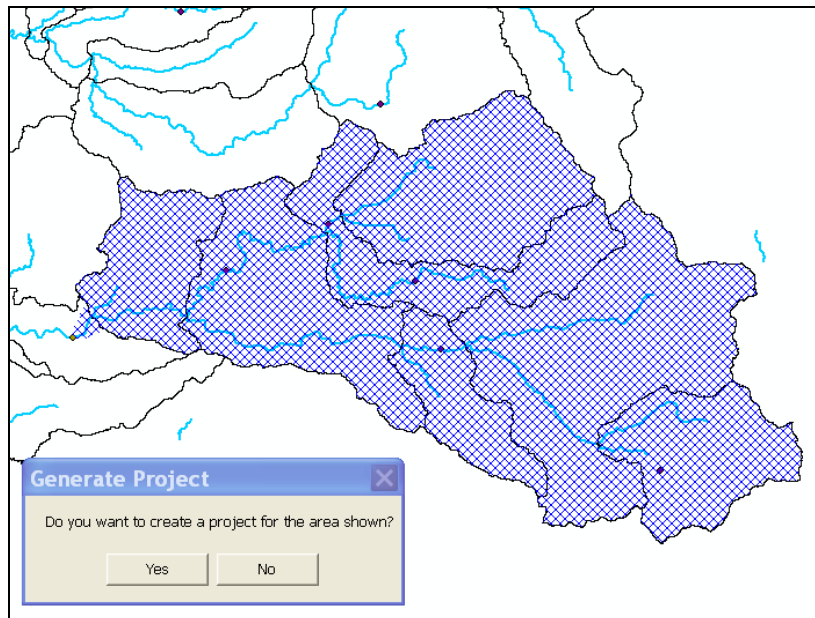 Generate Project
Do you want to create a project for the area shown?
Yes
No